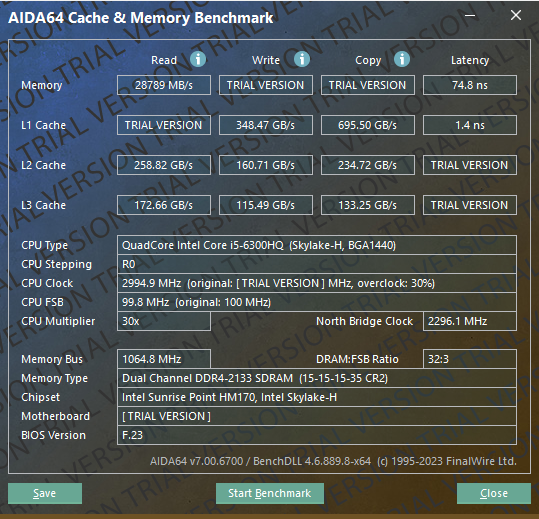 AIDA64 Cache & Memory Benchmark
Read Write Copy Latency
Memory 28789 MB/s TRIAL VERSION TRIAL VERSION 74.8 ns
L1 Cache TRIAL VERSION 348.47 GB/s 695.50 GB/s 1.4 ns
L2 Cache 258.82 GB/s 160.71 GB/s 234.72 GB/s TRIAL VERSION
L3 Cache 172.66 GB/s 115.49 GB/s 133.25 GB/s TRIAL VERSION
CPU Type QuadCore Intel Core i5-6300HQ (Skylake-H, BGA1440)
CPU Stepping R0
CPU Clock 2994.9 MHz (original: [ TRIAL VERSION ] MHz, overclock: 30%)
CPU FSB 99.8 MHz (original: 100 MHz)
CPU Multiplier 30x North Bridge Clock 2296.1 MHz
Memory Bus 1064.8 MHz DRAM:FSB Ratio 32:3
Memory Type Dual Channel DDR4-2133 SDRAM (15-15-15-35 CR2)
Chipset Intel Sunrise Point HM170, Intel Skylake-H
Motherboard [ TRIAL VERSION ]
BIOS Version F.23
AIDA64 v7.00.6700 / BenchDLL 4.6.889.8-x64 (c) 1995-2023 FinalWire Ltd.
Save Start Benchmark Close